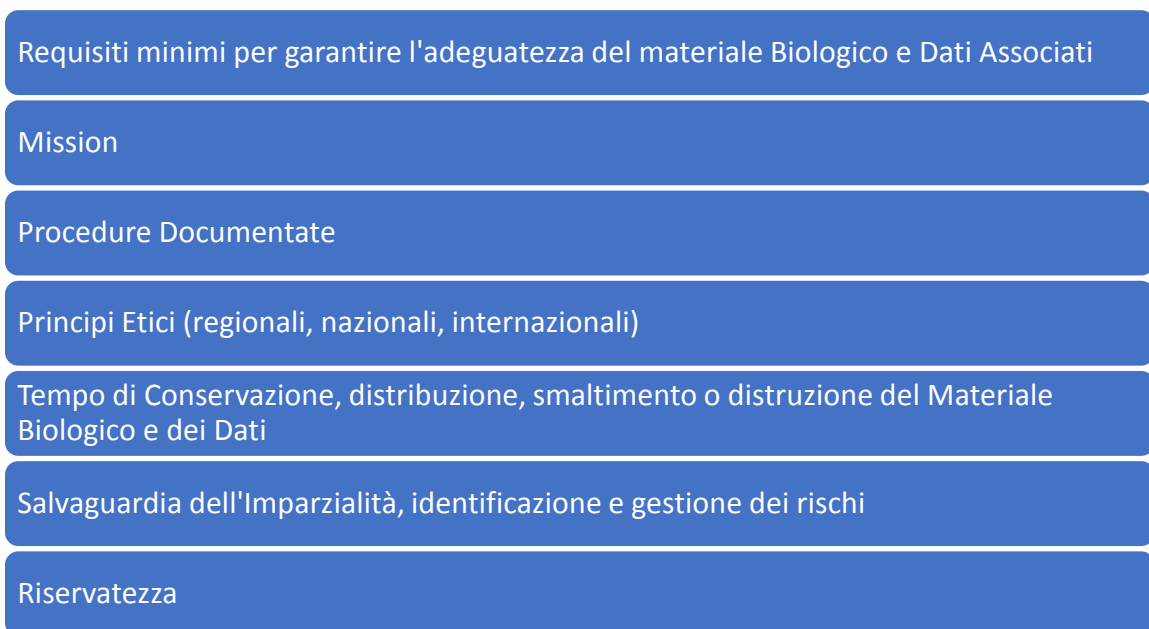 Requisiti minimi per garantire l'adeguatezza del materiale Biologico e Dati Associati
Mission
Procedure Documentate
Principi Etici (regionali, nazionali, internazionali)
Tempo di Conservazione, distribuzione, smaltimento o distruzione del Materiale
Biologico e dei Dati
Salvaguardia dell'Imparzialità, identificazione e gestione dei rischi
Riservatezza